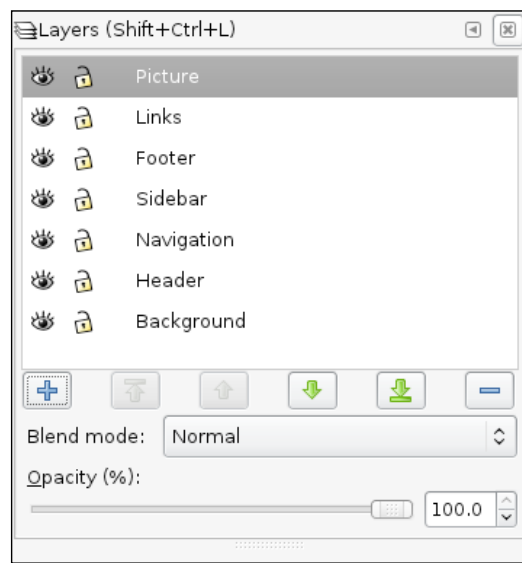 Layers (Shift+Ctrl+L)
Picture
Links
Footer
Sidebar
Navigation
Header
Background
Blend mode: Normal
Opacity (%):
100.0